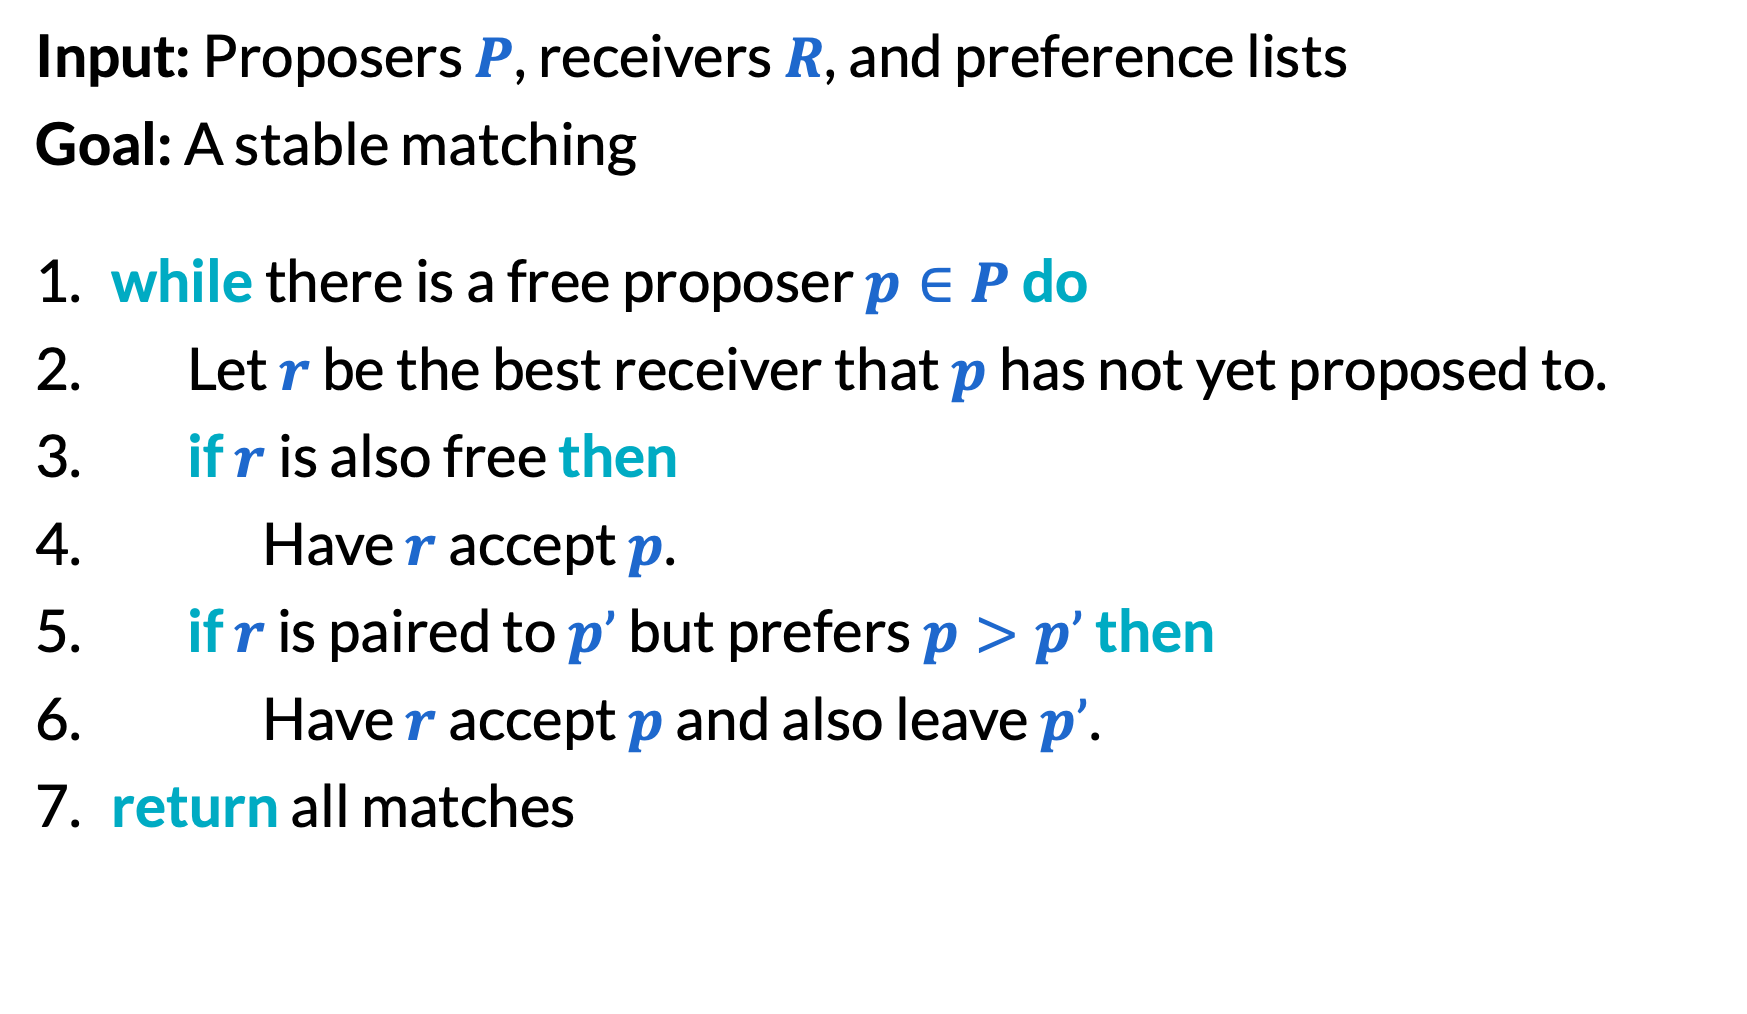 Input: Proposers P, receivers R, and preference lists
Goal: A stable matching
1. while there is a free proposer p ∈ P do
2. Let r be the best receiver that p has not yet proposed to.
3. if r is also free then
4. Have r accept p.
5. if r is paired to p’ but prefers p > p’ then
6. Have r accept p and also leave p’.
7. return all matches